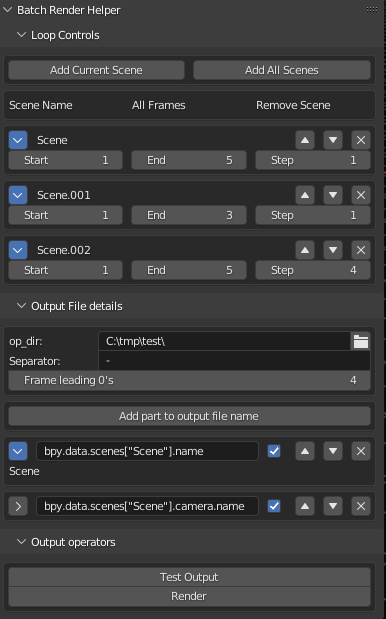 Batch Render Helper
Loop Controls
Add Current Scene Add All Scenes
Scene Name All Frames Remove Scene
Scene
Start 1 End 5 Step 1
Scene.001
Start 1 End 3 Step 1
Scene.002
Start 1 End 5 Step 4
Output File details
op_dir: C:\tmp\test\
Separator: -
Frame leading 0's 4
Add part to output file name
bpy.data.scenes["Scene"].name
Scene
bpy.data.scenes["Scene"].camera.name
Output operators
Test Output
Render